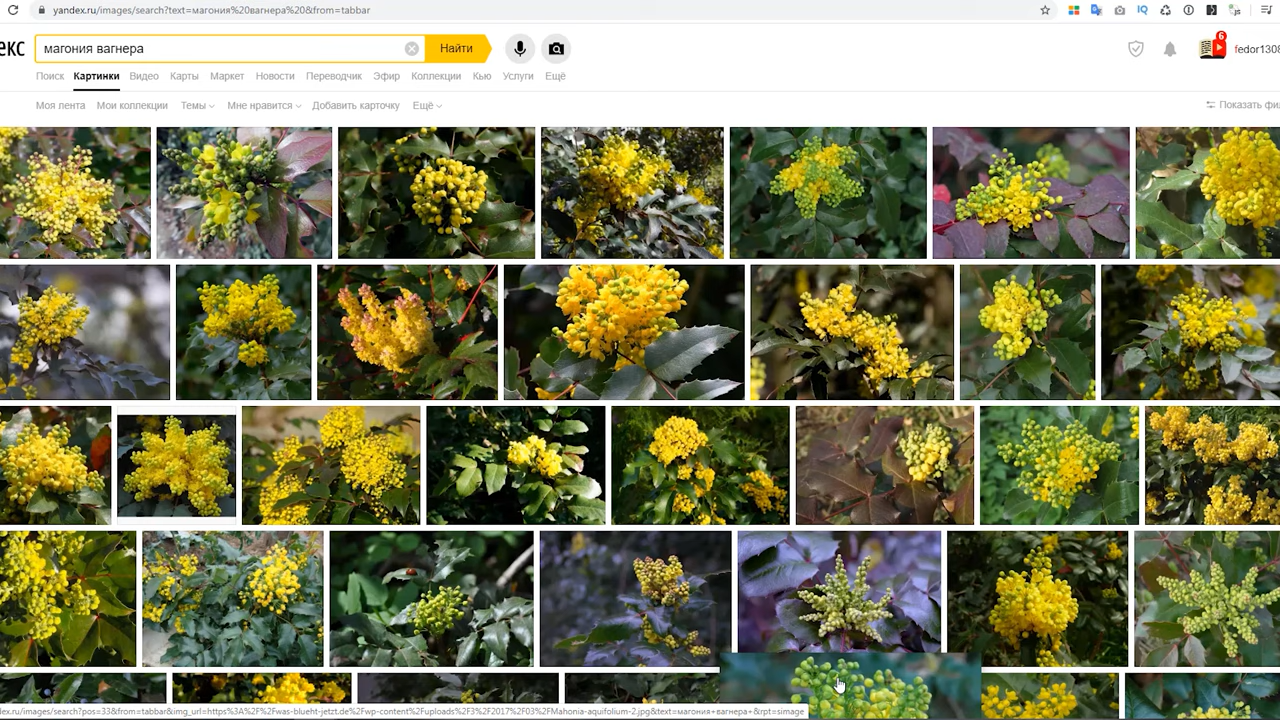 yandex.ru/images/search?text=магония%20вагнера%20&from=tabbar
екс
магония вагнера
Найти
6
fedor1308
Поиск Картинки Видео Карты Маркет Новости Переводчик Эфир Коллекции Кью Услуги Ещё
Моя лента Мои коллекции Темы Мне нравится Добавить карточку Ещё
Показать фил
dex.ru/images/search?pos=33&from=tabbar&img_url=https%3A%2F%2Fwas-blueht-jetzt.de%2Fwp-content%2Fuploads%2F3%2F2017%2F03%2FMahonia-aquifolium-2.jpg&text=магония+вагнера+&rpt=simage